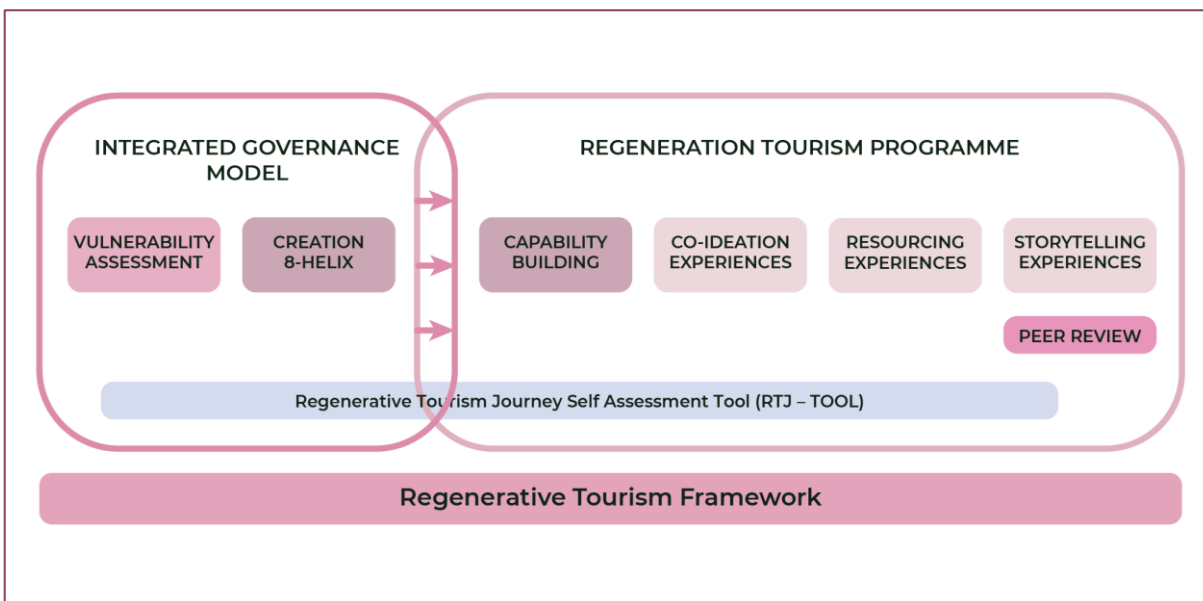 INTEGRATED GOVERNANCE
MODEL
VULNERABILITY
ASSESSMENT
CREATION
8-HELIX
REGENERATION TOURISM PROGRAMME
CAPABILITY
BUILDING
CO-IDEATION
EXPERIENCES
RESOURCING
EXPERIENCES
STORYTELLING
EXPERIENCES
PEER REVIEW
Regenerative Tourism Journey Self Assessment Tool (RTJ – TOOL)
Regenerative Tourism Framework